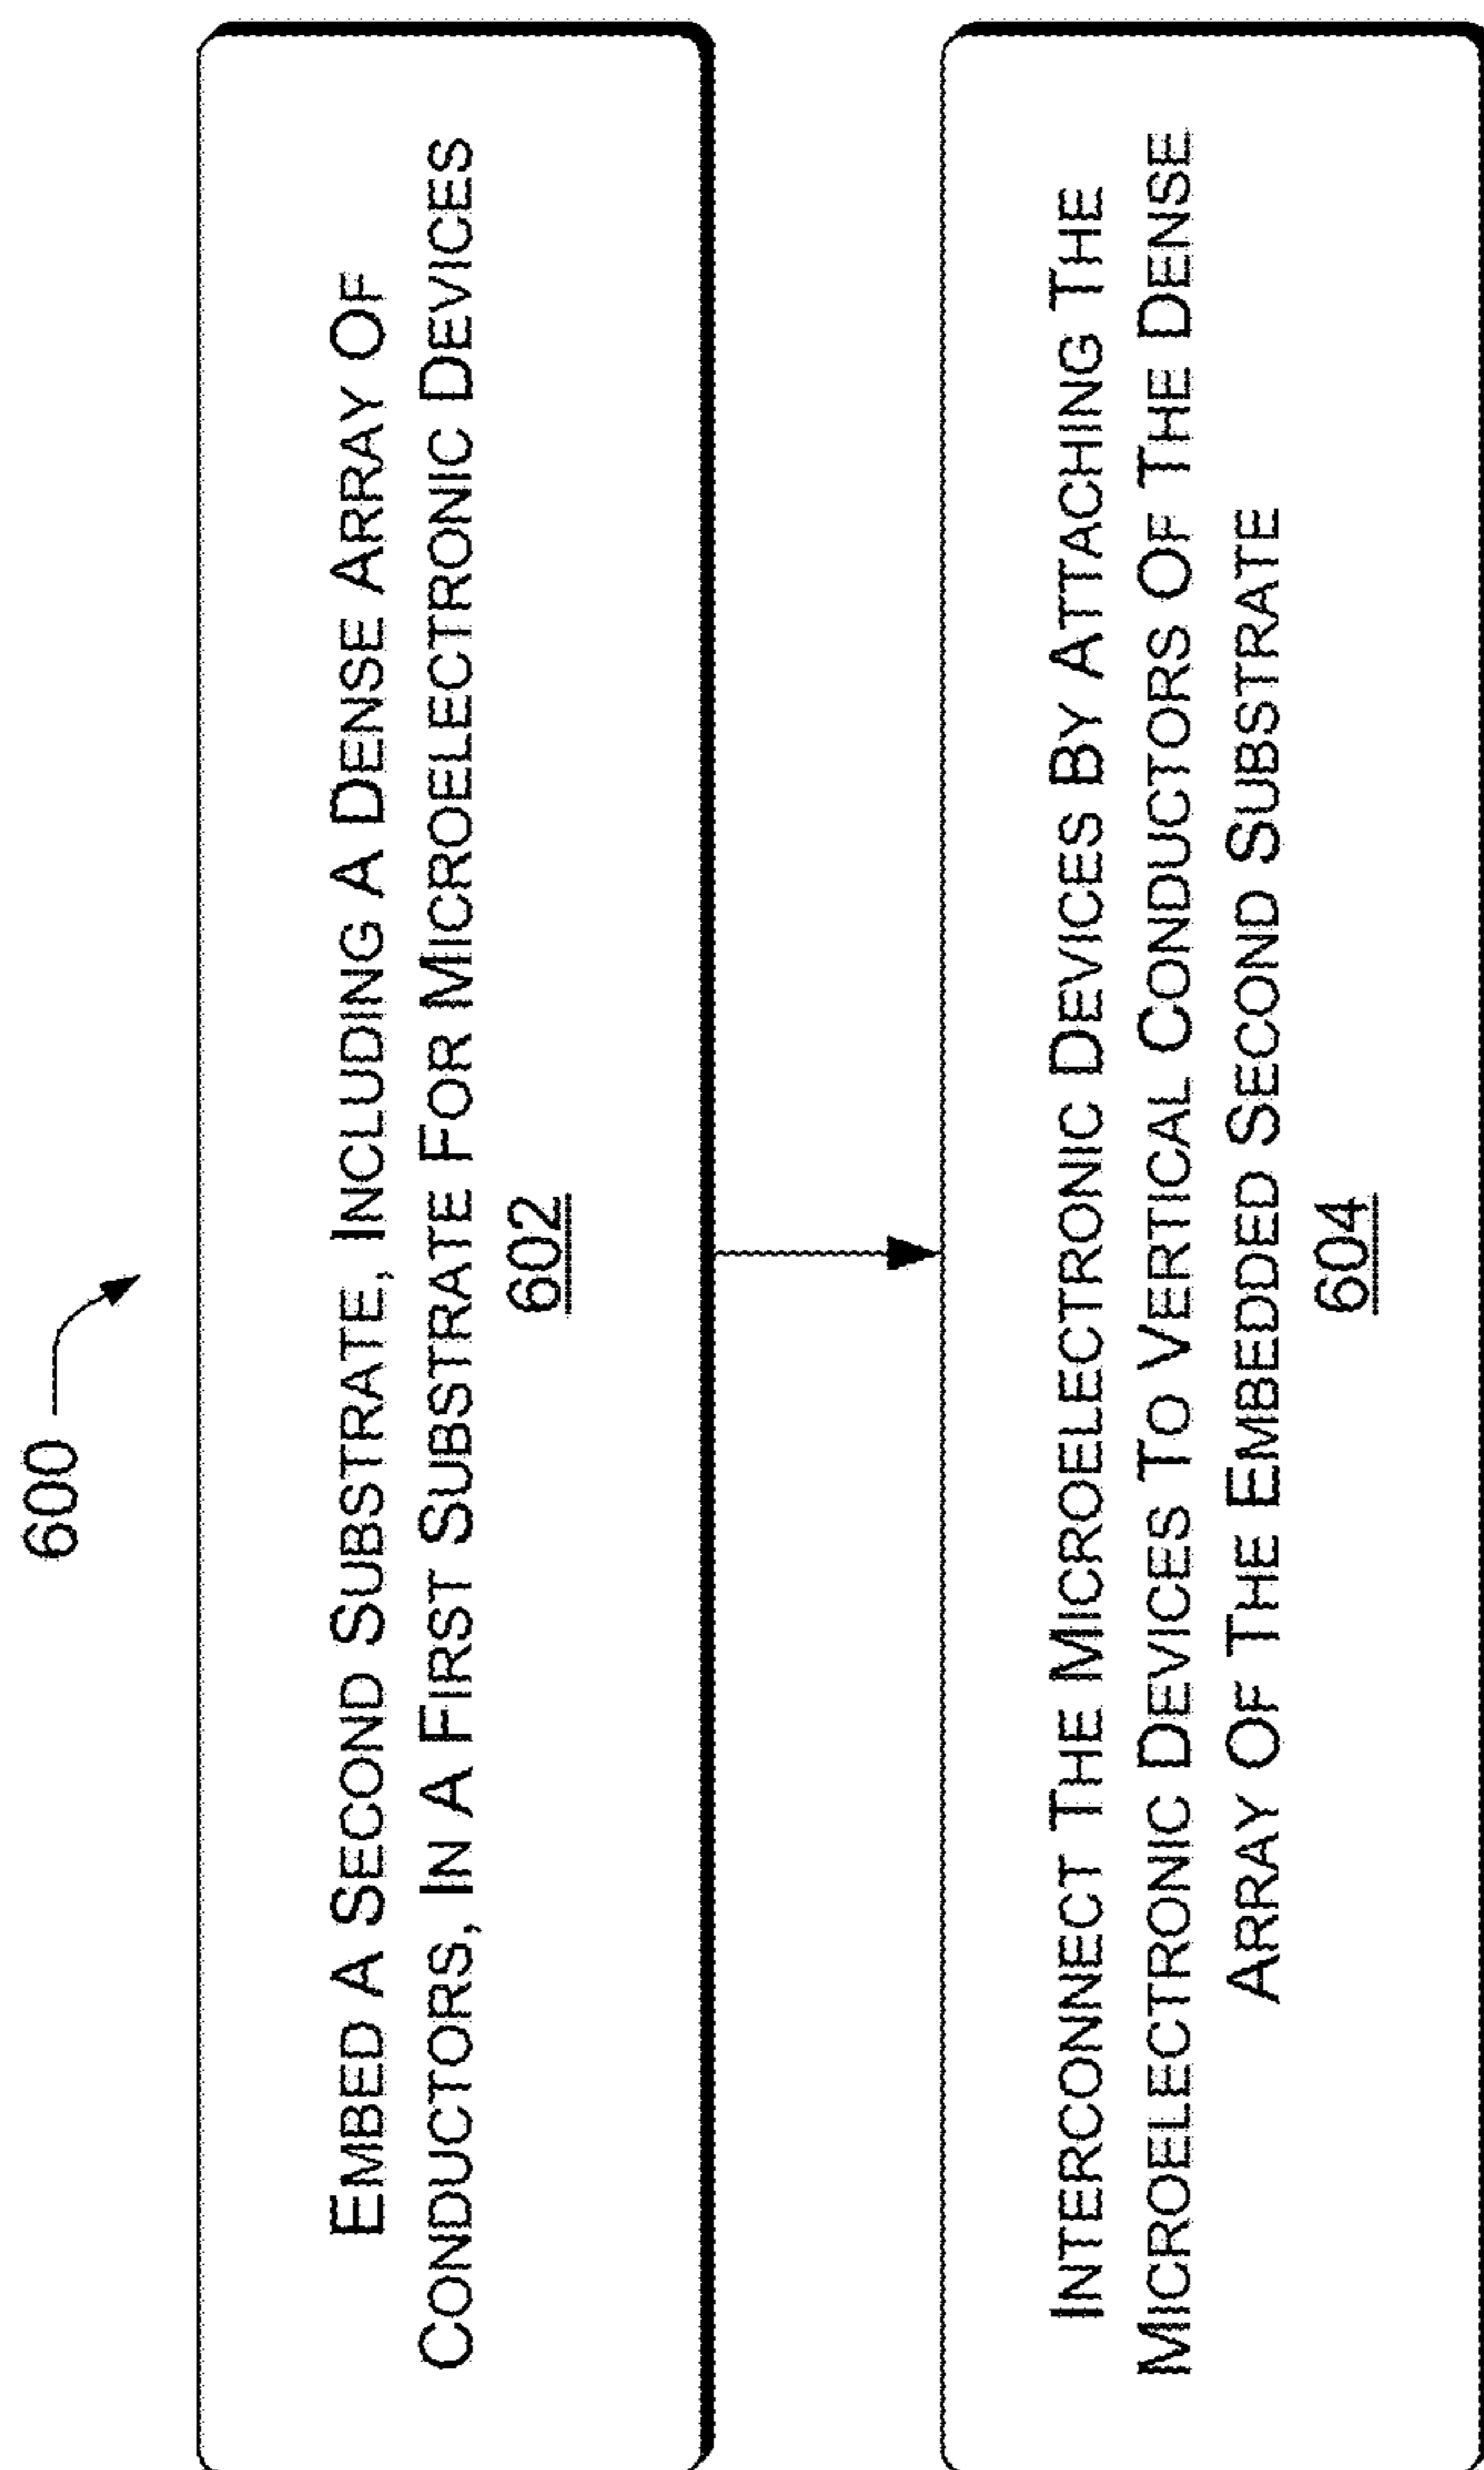 600
EMBED A SECOND SUBSTRATE, INCLUDING A DENSE ARRAY OF
CONDUCTORS, IN A FIRST SUBSTRATE FOR MICROELECTRONIC DEVICES
602
INTERCONNECT THE MICROELECTRONIC DEVICES BY ATTACHING THE
MICROELECTRONIC DEVICES TO VERTICAL CONDUCTORS OF THE DENSE
ARRAY OF THE EMBEDDED SECOND SUBSTRATE
604